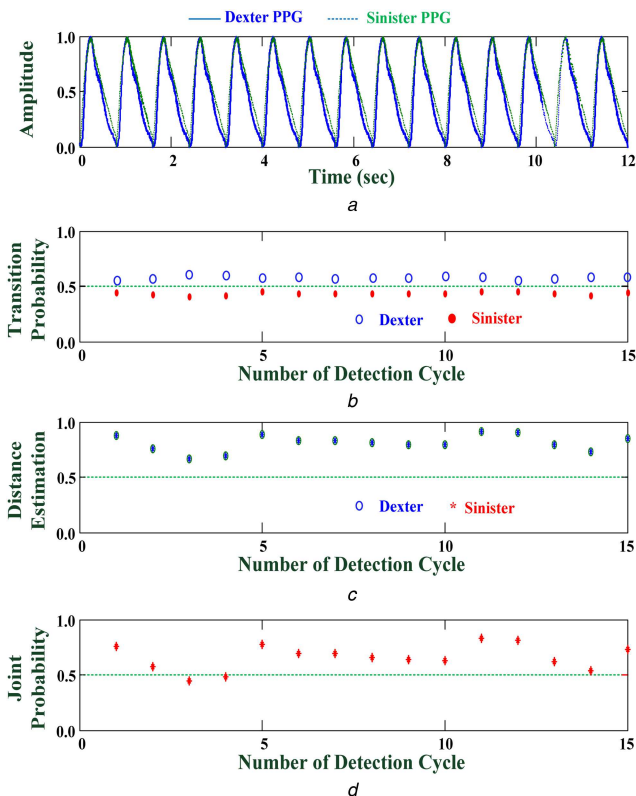 Dexter PPG Sinister PPG
1.0
0.5
0.0
Amplitude
0 2 4 6 8 10 12
Time (sec)
a
1.0
0.5
0.0
Transition
Probability
Dexter Sinister
0 5 10 15
Number of Detection Cycle
b
1.0
0.5
0.0
Distance
Estimation
Dexter * Sinister
0 5 10 15
Number of Detection Cycle
c
1.0
0.5
0.0
Joint
Probability
0 5 10 15
Number of Detection Cycle
d